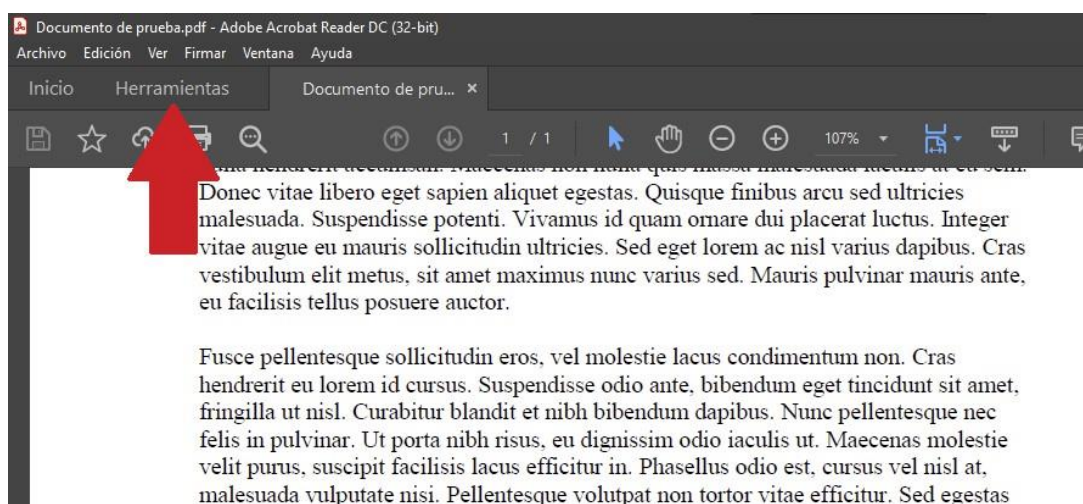 Documento de prueba.pdf - Adobe Acrobat Reader DC (32-bit)
Archivo Edición Ver Firmar Ventana Ayuda
Inicio Herramientas Documento de pru... ×
1 / 1 107%
Donec vitae libero eget sapien aliquet egestas. Quisque finibus arcu sed ultricies
malesuada. Suspendisse potenti. Vivamus id quam ornare dui placerat luctus. Integer
vitae augue eu mauris sollicitudin ultricies. Sed eget lorem ac nisl varius dapibus. Cras
vestibulum elit metus, sit amet maximus nunc varius sed. Mauris pulvinar mauris ante,
eu facilisis tellus posuere auctor.
Fusce pellentesque sollicitudin eros, vel molestie lacus condimentum non. Cras
hendrerit eu lorem id cursus. Suspendisse odio ante, bibendum eget tincidunt sit amet,
fringilla ut nisl. Curabitur blandit et nibh bibendum dapibus. Nunc pellentesque nec
felis in pulvinar. Ut porta nibh risus, eu dignissim odio iaculis ut. Maecenas molestie
velit purus, suscipit facilisis lacus efficitur in. Phasellus odio est, cursus vel nisl at,
malesuada vulputate nisi. Pellentesque volutpat non tortor vitae efficitur. Sed egestas